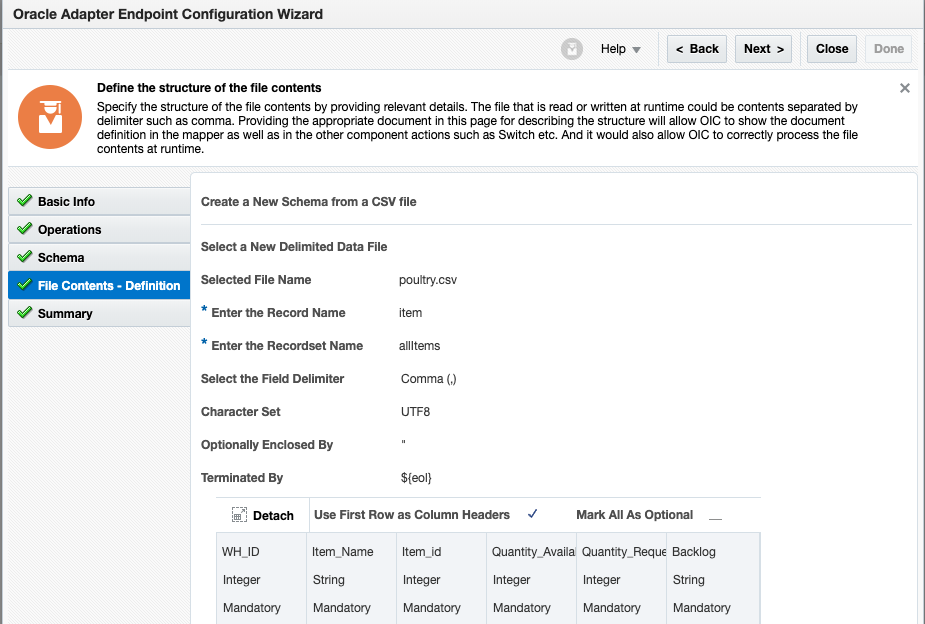 Oracle Adapter Endpoint Configuration Wizard
Help
< Back
Next >
Close
Done
Define the structure of the file contents
Specify the structure of the file contents by providing relevant details. The file that is read or written at runtime could be contents separated by
delimiter such as comma. Providing the appropriate document in this page for describing the structure will allow OIC to show the document
definition in the mapper as well as in the other component actions such as Switch etc. And it would also allow OIC to correctly process the file
contents at runtime.
Basic Info
Operations
Schema
File Contents - Definition
Summary
Create a New Schema from a CSV file
Select a New Delimited Data File
Selected File Name poultry.csv
* Enter the Record Name item
* Enter the Recordset Name allItems
Select the Field Delimiter Comma (,)
Character Set UTF8
Optionally Enclosed By "
Terminated By ${eol}
Detach Use First Row as Column Headers ✓ Mark All As Optional __
WH_ID Item_Name Item_id Quantity_Availa Quantity_Reque Backlog
Integer String Integer Integer Integer String
Mandatory Mandatory Mandatory Mandatory Mandatory Mandatory